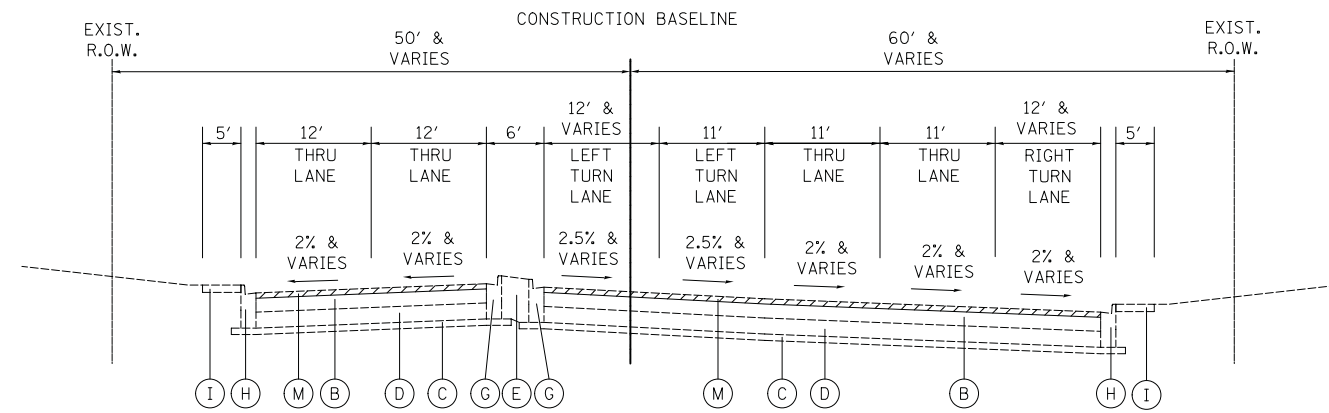 CONSTRUCTION BASELINE
EXIST.
R.O.W.
50' &
VARIES
60' &
VARIES
EXIST.
R.O.W.
5'
12'
THRU
LANE
12'
THRU
LANE
6'
12' &
VARIES
LEFT
TURN
LANE
11'
LEFT
TURN
LANE
11'
THRU
LANE
11'
THRU
LANE
12' &
VARIES
RIGHT
TURN
LANE
5'
2% &
VARIES
2% &
VARIES
2.5% &
VARIES
2.5% &
VARIES
2% &
VARIES
2% &
VARIES
2% &
VARIES
I H M B D C G E G M C D B H I